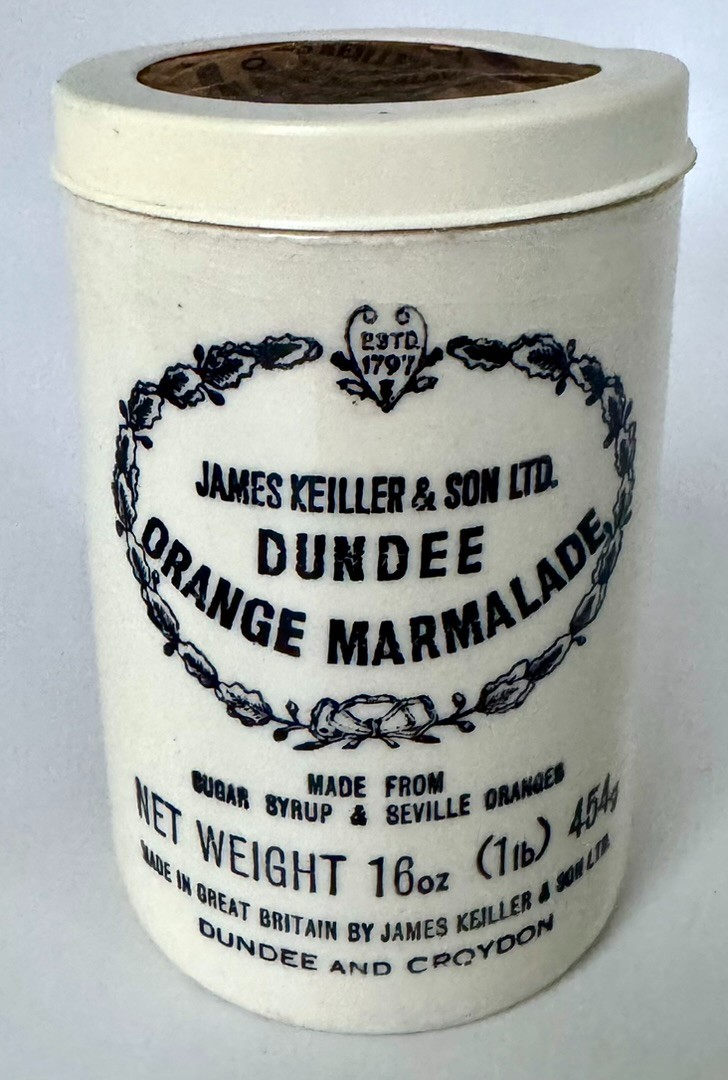 KEILLER
ESTD.
1797
JAMES KEILLER & SON LTD.
DUNDEE
ORANGE MARMALADE
MADE FROM
SUGAR SYRUP & SEVILLE ORANGES
NET WEIGHT 16oz (1lb) 454g
MADE IN GREAT BRITAIN BY JAMES KEILLER & SON LTD.
DUNDEE AND CROYDON